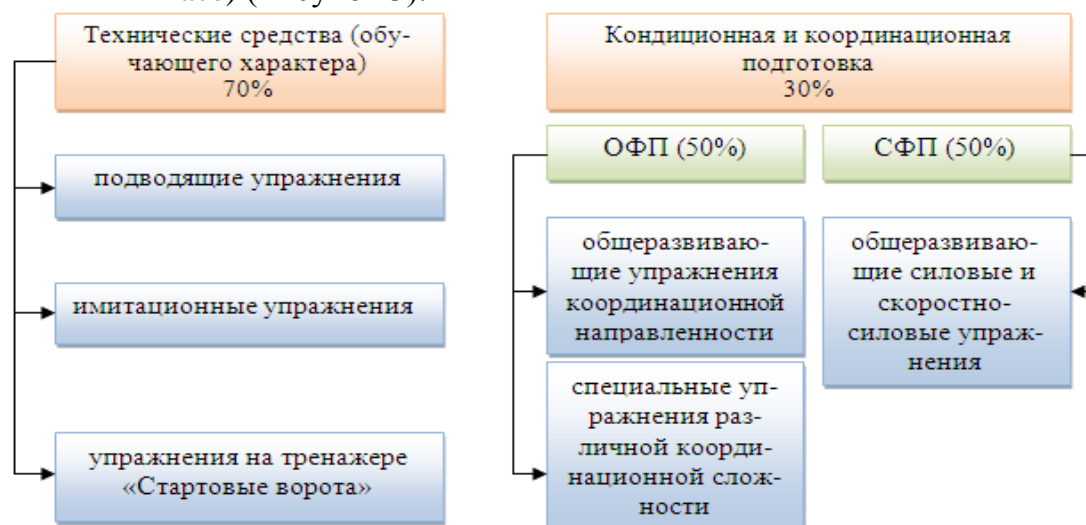 Технические средства (обу-
чающего характера)
70%
подводящие упражнения
имитационные упражнения
упражнения на тренажере
«Стартовые ворота»
Кондиционная и координационная
подготовка
30%
ОФП (50%)
СФП (50%)
общеразвиваю-
щие упражнения
координационной
направленности
специальные уп-
ражнения раз-
личной коорди-
национной слож-
ности
общеразвиваю-
щие силовые и
скоростно-
силовые упраж-
нения